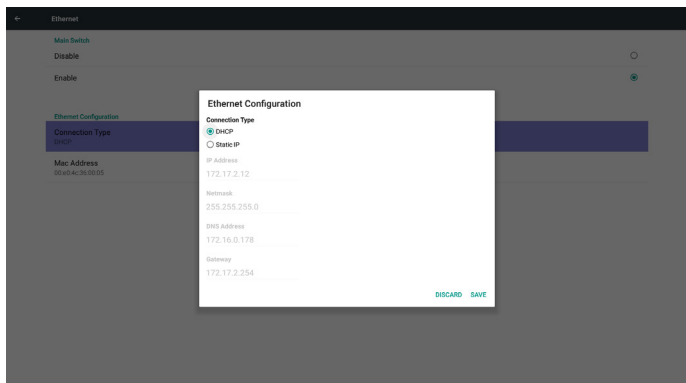 Ethernet
Main Switch
Disable
Enable
Ethernet Configuration
Connection Type
DHCP
Mac Address
00:e0:4c:36:00:05
Ethernet Configuration
Connection Type
DHCP
Static IP
IP Address
172.17.2.12
Netmask
255.255.255.0
DNS Address
172.16.0.178
Gateway
172.17.2.254
DISCARD SAVE